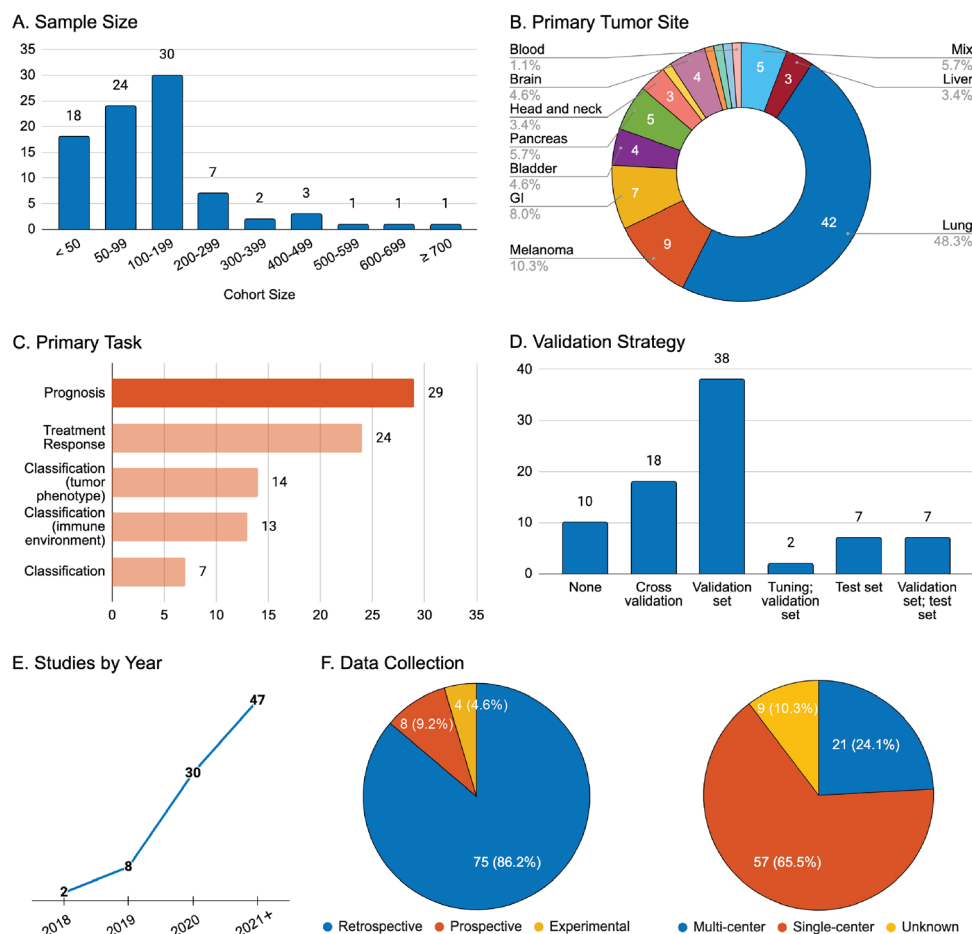 A. Sample Size
35
30
25
20
15
10
5
0
18
24
30
7
2
3
1
1
1
< 50
50-99
100-199
200-299
300-399
400-499
500-599
600-699
≥ 700
Cohort Size
B. Primary Tumor Site
Blood
1.1%
Brain
4.6%
Head and neck
3.4%
Pancreas
5.7%
Bladder
4.6%
GI
8.0%
Melanoma
10.3%
Mix
5.7%
Liver
3.4%
Lung
48.3%
5
3
42
9
7
4
5
3
4
C. Primary Task
Prognosis
29
Treatment
Response
24
Classification
(tumor
phenotype)
14
Classification
(immune
environment)
13
Classification
7
0
5
10
15
20
25
30
35
D. Validation Strategy
40
30
20
10
0
10
18
38
2
7
7
None
Cross
validation
Validation
set
Tuning;
validation
set
Test set
Validation
set; test
set
E. Studies by Year
2
8
30
47
2018
2019
2020
2021+
F. Data Collection
4 (4.6%)
8 (9.2%)
75 (86.2%)
Retrospective
Prospective
Experimental
9 (10.3%)
21 (24.1%)
57 (65.5%)
Multi-center
Single-center
Unknown